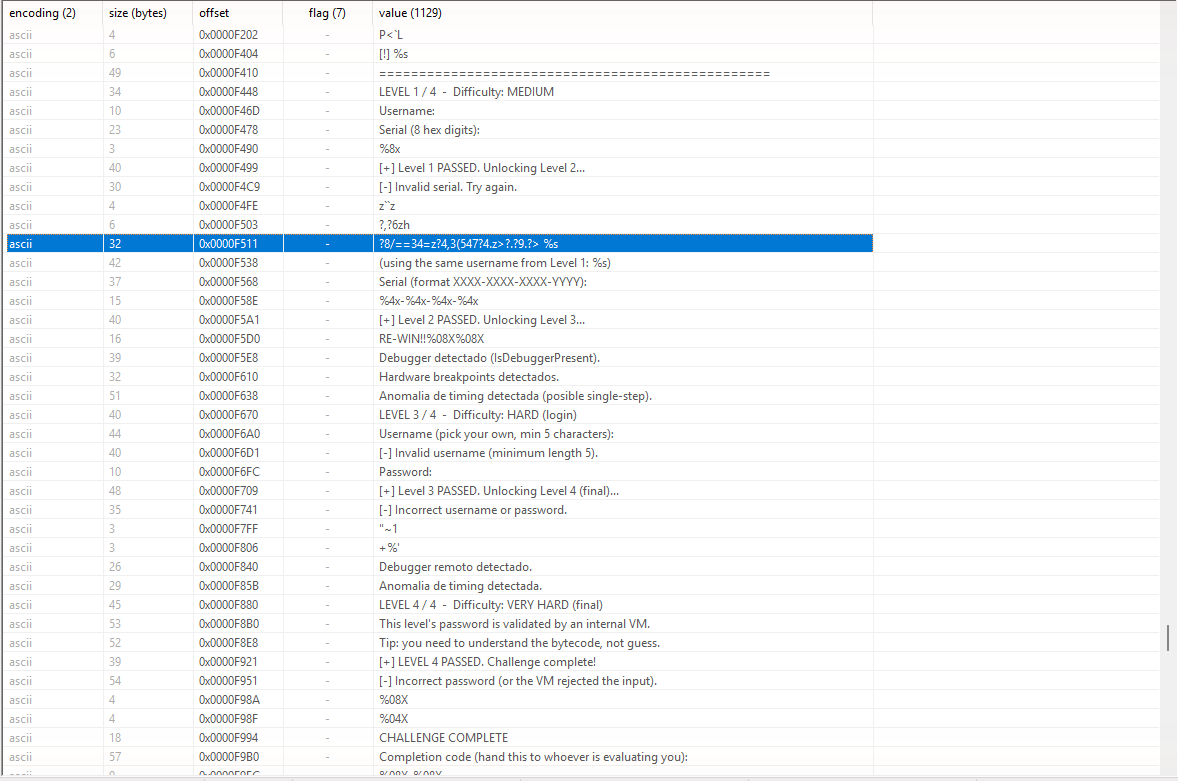 encoding (2) size (bytes) offset flag (7) value (1129)
ascii 4 0x0000F202 - P<`L
ascii 6 0x0000F404 - [!] %s
ascii 49 0x0000F410 - =================================================
ascii 34 0x0000F448 - LEVEL 1 / 4 - Difficulty: MEDIUM
ascii 10 0x0000F46D - Username:
ascii 23 0x0000F478 - Serial (8 hex digits):
ascii 3 0x0000F490 - %8x
ascii 40 0x0000F499 - [+] Level 1 PASSED. Unlocking Level 2...
ascii 30 0x0000F4C9 - [-] Invalid serial. Try again.
ascii 4 0x0000F4FE - z``z
ascii 6 0x0000F503 - ?,?6zh
ascii 32 0x0000F511 - ?8/==34=z?4,3(547?4.z>?.?9.?> %s
ascii 42 0x0000F538 - (using the same username from Level 1: %s)
ascii 37 0x0000F568 - Serial (format XXXX-XXXX-XXXX-YYYY):
ascii 15 0x0000F58E - %4x-%4x-%4x-%4x
ascii 40 0x0000F5A1 - [+] Level 2 PASSED. Unlocking Level 3...
ascii 16 0x0000F5D0 - RE-WIN!!%08X%08X
ascii 39 0x0000F5E8 - Debugger detectado (IsDebuggerPresent).
ascii 32 0x0000F610 - Hardware breakpoints detectados.
ascii 51 0x0000F638 - Anomalia de timing detectada (posible single-step).
ascii 40 0x0000F670 - LEVEL 3 / 4 - Difficulty: HARD (login)
ascii 44 0x0000F6A0 - Username (pick your own, min 5 characters):
ascii 40 0x0000F6D1 - [-] Invalid username (minimum length 5).
ascii 10 0x0000F6FC - Password:
ascii 48 0x0000F709 - [+] Level 3 PASSED. Unlocking Level 4 (final)...
ascii 35 0x0000F741 - [-] Incorrect username or password.
ascii 3 0x0000F7FF - "~1
ascii 3 0x0000F806 - +%'
ascii 26 0x0000F840 - Debugger remoto detectado.
ascii 29 0x0000F85B - Anomalia de timing detectada.
ascii 45 0x0000F880 - LEVEL 4 / 4 - Difficulty: VERY HARD (final)
ascii 53 0x0000F8B0 - This level's password is validated by an internal VM.
ascii 52 0x0000F8E8 - Tip: you need to understand the bytecode, not guess.
ascii 39 0x0000F921 - [+] LEVEL 4 PASSED. Challenge complete!
ascii 54 0x0000F951 - [-] Incorrect password (or the VM rejected the input).
ascii 4 0x0000F98A - %08X
ascii 4 0x0000F98F - %04X
ascii 18 0x0000F994 - CHALLENGE COMPLETE
ascii 57 0x0000F9B0 - Completion code (hand this to whoever is evaluating you):